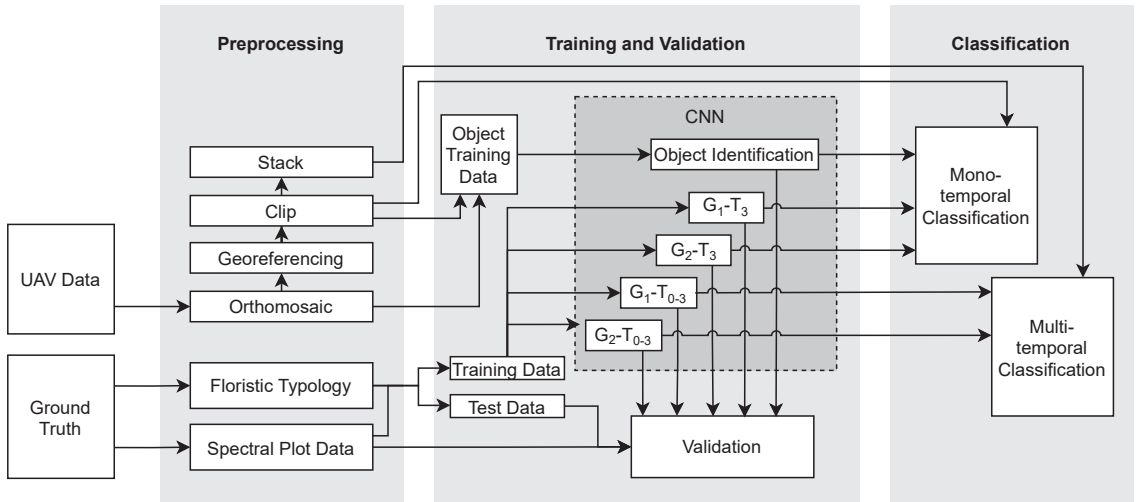 Preprocessing
Training and Validation
Classification
UAV Data
Ground
Truth
Stack
Clip
Georeferencing
Orthomosaic
Floristic Typology
Spectral Plot Data
Object
Training
Data
Training Data
Test Data
CNN
Object Identification
G₁-T₃
G₂-T₃
G₁-T₀₋₃
G₂-T₀₋₃
Validation
Mono-
temporal
Classification
Multi-
temporal
Classification